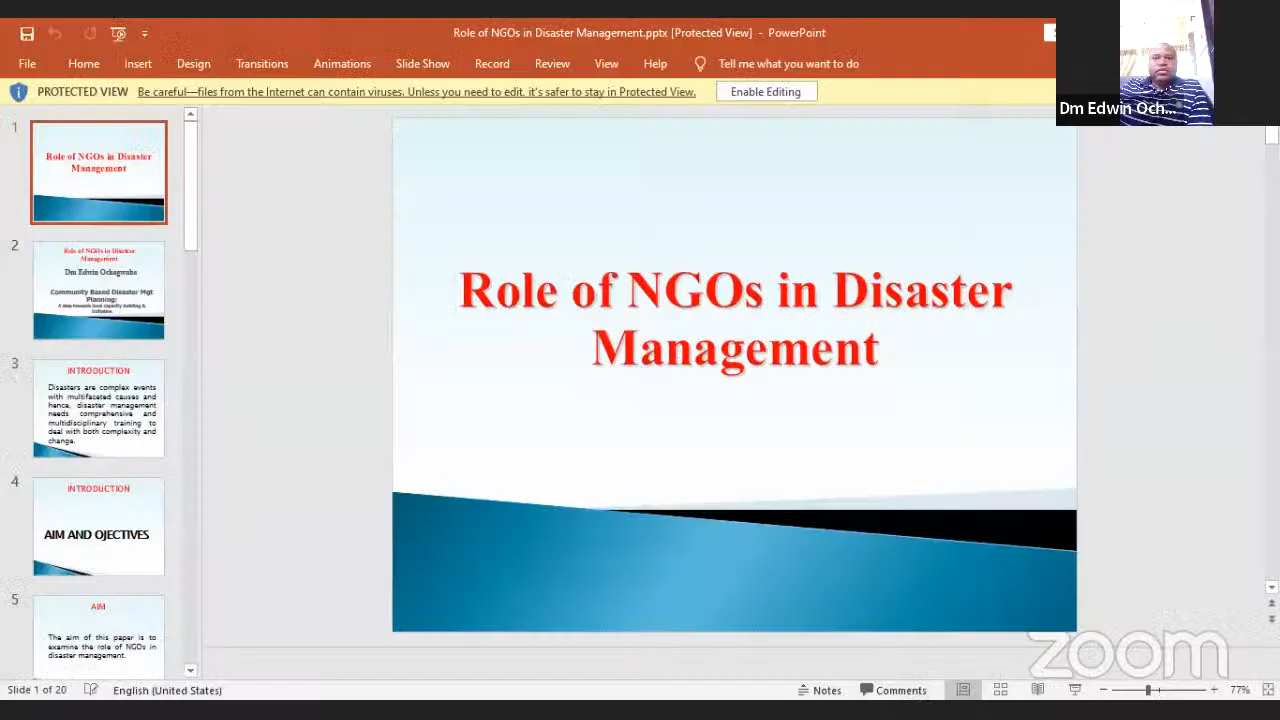 Role of NGOs in Disaster Management.pptx [Protected View] - PowerPoint
File Home Insert Design Transitions Animations Slide Show Record Review View Help Tell me what you want to do
PROTECTED VIEW Be careful—files from the Internet can contain viruses. Unless you need to edit, it's safer to stay in Protected View. Enable Editing
Dm Edwin Och...
1
Role of NGOs in Disaster
Management
2
Role of NGOs in Disaster
Management
Dm Edwin Ochagwuba
Community Based Disaster Mgt
Planning:
A step towards local capacity building &
3
INTRODUCTION
Disasters are complex events
with multifaceted causes and
hence, disaster management
needs comprehensive and
multidisciplinary training to
deal with both complexity and
change.
4
INTRODUCTION
AIM AND OJECTIVES
5
AIM
The aim of this paper is to
examine the role of NGOs in
disaster management.
Role of NGOs in Disaster
Management
zoom
Slide 1 of 20 English (United States) Notes Comments 77%